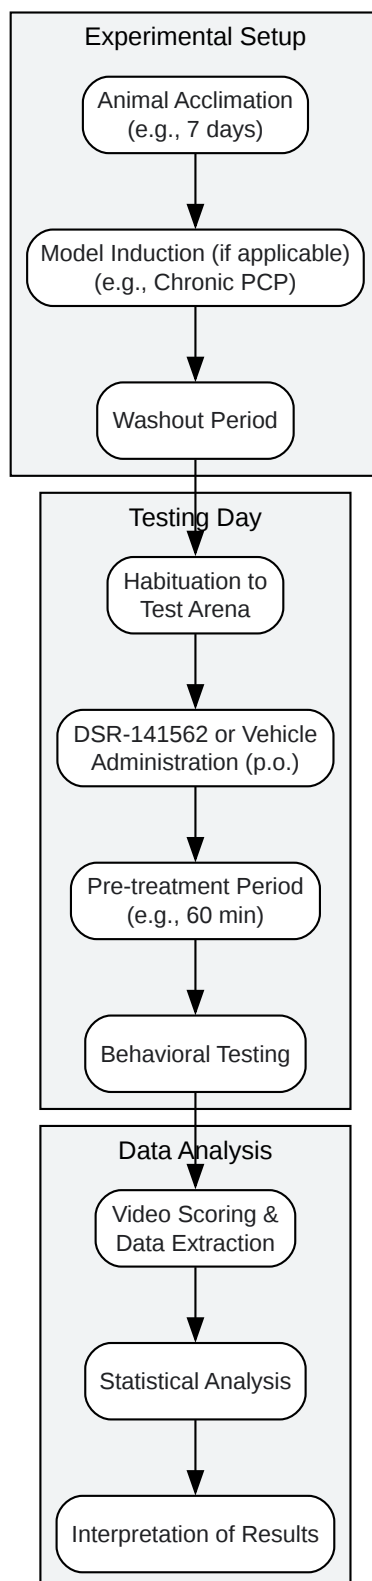 Experimental Setup
Animal Acclimation
(e.g., 7 days)
Model Induction (if applicable)
(e.g., Chronic PCP)
Washout Period
Testing Day
Habituation to
Test Arena
DSR-141562 or Vehicle
Administration (p.o.)
Pre-treatment Period
(e.g., 60 min)
Behavioral Testing
Data Analysis
Video Scoring &
Data Extraction
Statistical Analysis
Interpretation of Results